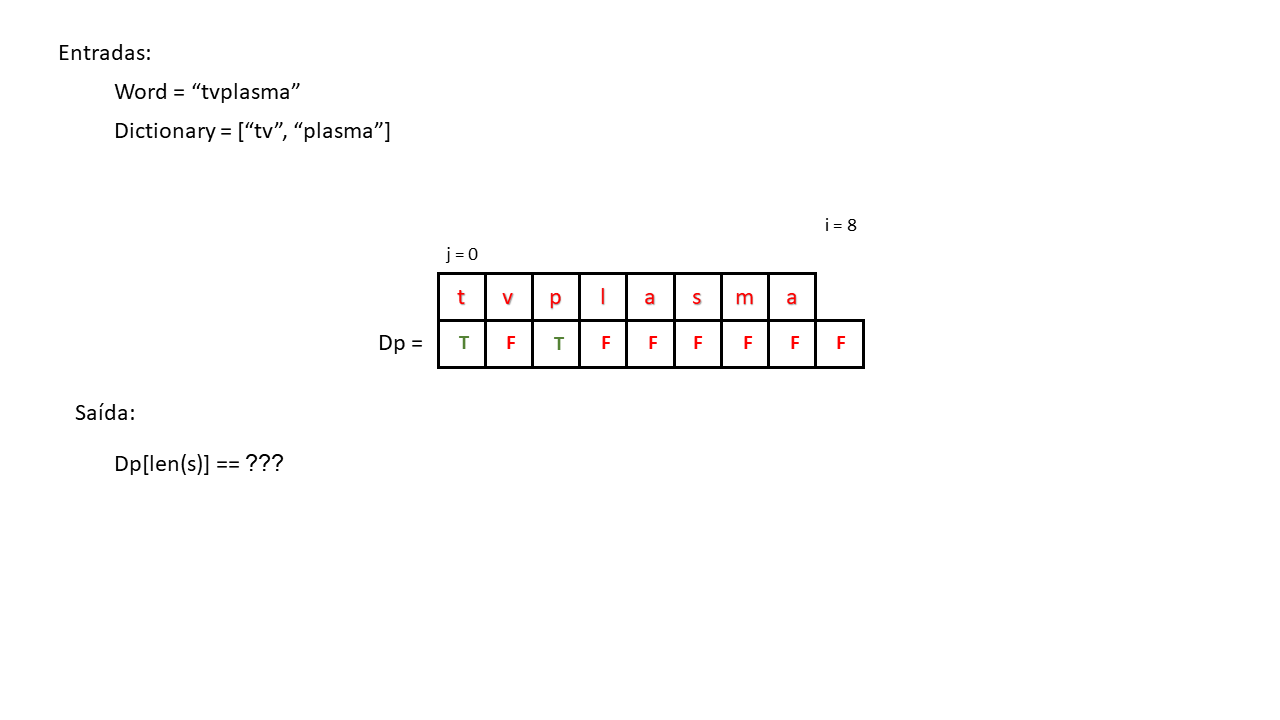 Entradas:
Word = “tvplasma”
Dictionary = [“tv”, “plasma”]
i = 8
j = 0
t v p l a s m a
Dp = T F T F F F F F F
Saída:
Dp[len(s)] == ???